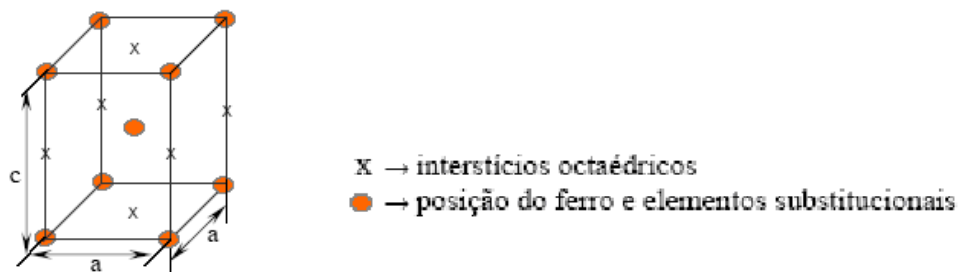 x
x
x
x
x
c
x → interstícios octaédricos
→ posição do ferro e elementos substitucionais
x
a
a